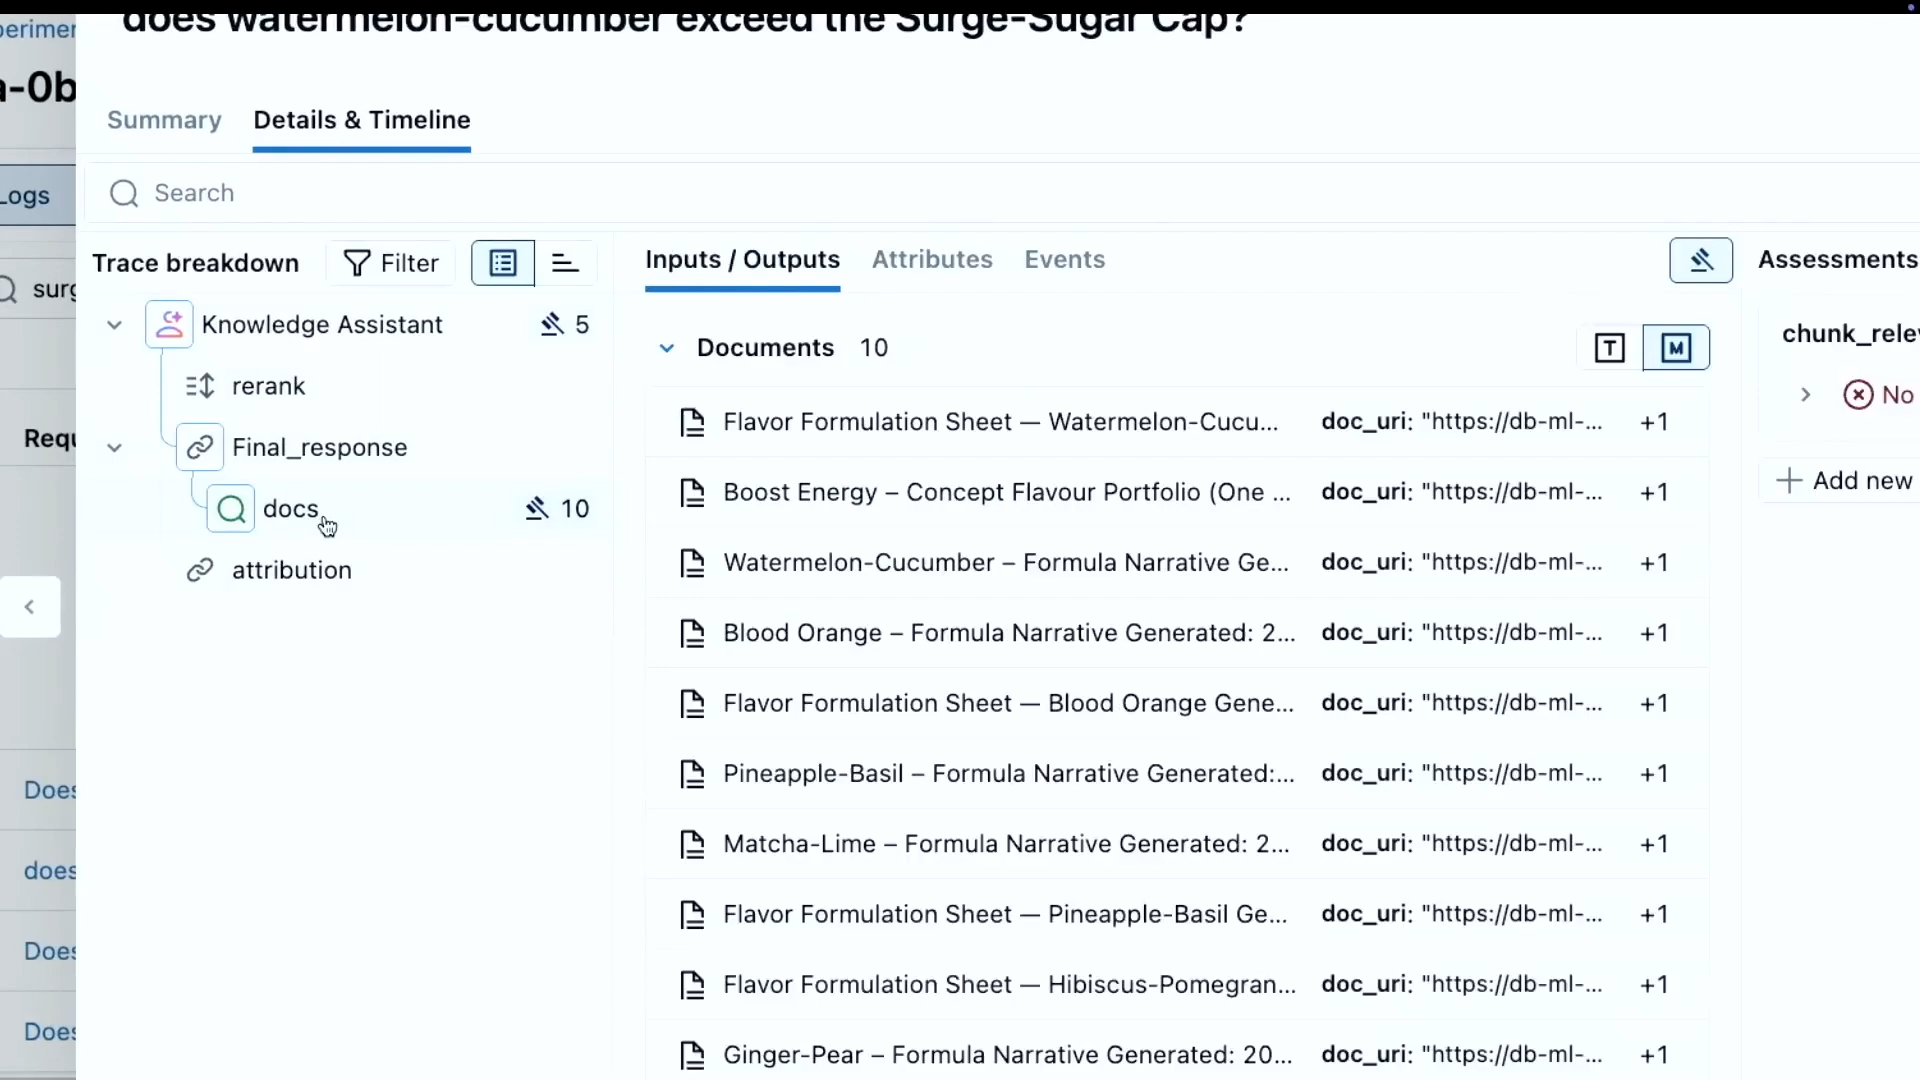 does watermelon-cucumber exceed the Surge-Sugar Cap?
perimer
a-0b
Summary
Details & Timeline
Logs
Search
Trace breakdown
Filter
Inputs / Outputs
Attributes
Events
Assessments
surg
Knowledge Assistant
5
rerank
Final_response
docs
10
attribution
Requ
Does
does
Does
Does
Documents 10
T
M
Flavor Formulation Sheet — Watermelon-Cucu... doc_uri: "https://db-ml-... +1
Boost Energy – Concept Flavour Portfolio (One ... doc_uri: "https://db-ml-... +1
Watermelon-Cucumber – Formula Narrative Ge... doc_uri: "https://db-ml-... +1
Blood Orange – Formula Narrative Generated: 2... doc_uri: "https://db-ml-... +1
Flavor Formulation Sheet — Blood Orange Gene... doc_uri: "https://db-ml-... +1
Pineapple-Basil – Formula Narrative Generated:... doc_uri: "https://db-ml-... +1
Matcha-Lime – Formula Narrative Generated: 2... doc_uri: "https://db-ml-... +1
Flavor Formulation Sheet — Pineapple-Basil Ge... doc_uri: "https://db-ml-... +1
Flavor Formulation Sheet — Hibiscus-Pomegran... doc_uri: "https://db-ml-... +1
Ginger-Pear – Formula Narrative Generated: 20... doc_uri: "https://db-ml-... +1
chunk_relev
No
Add new